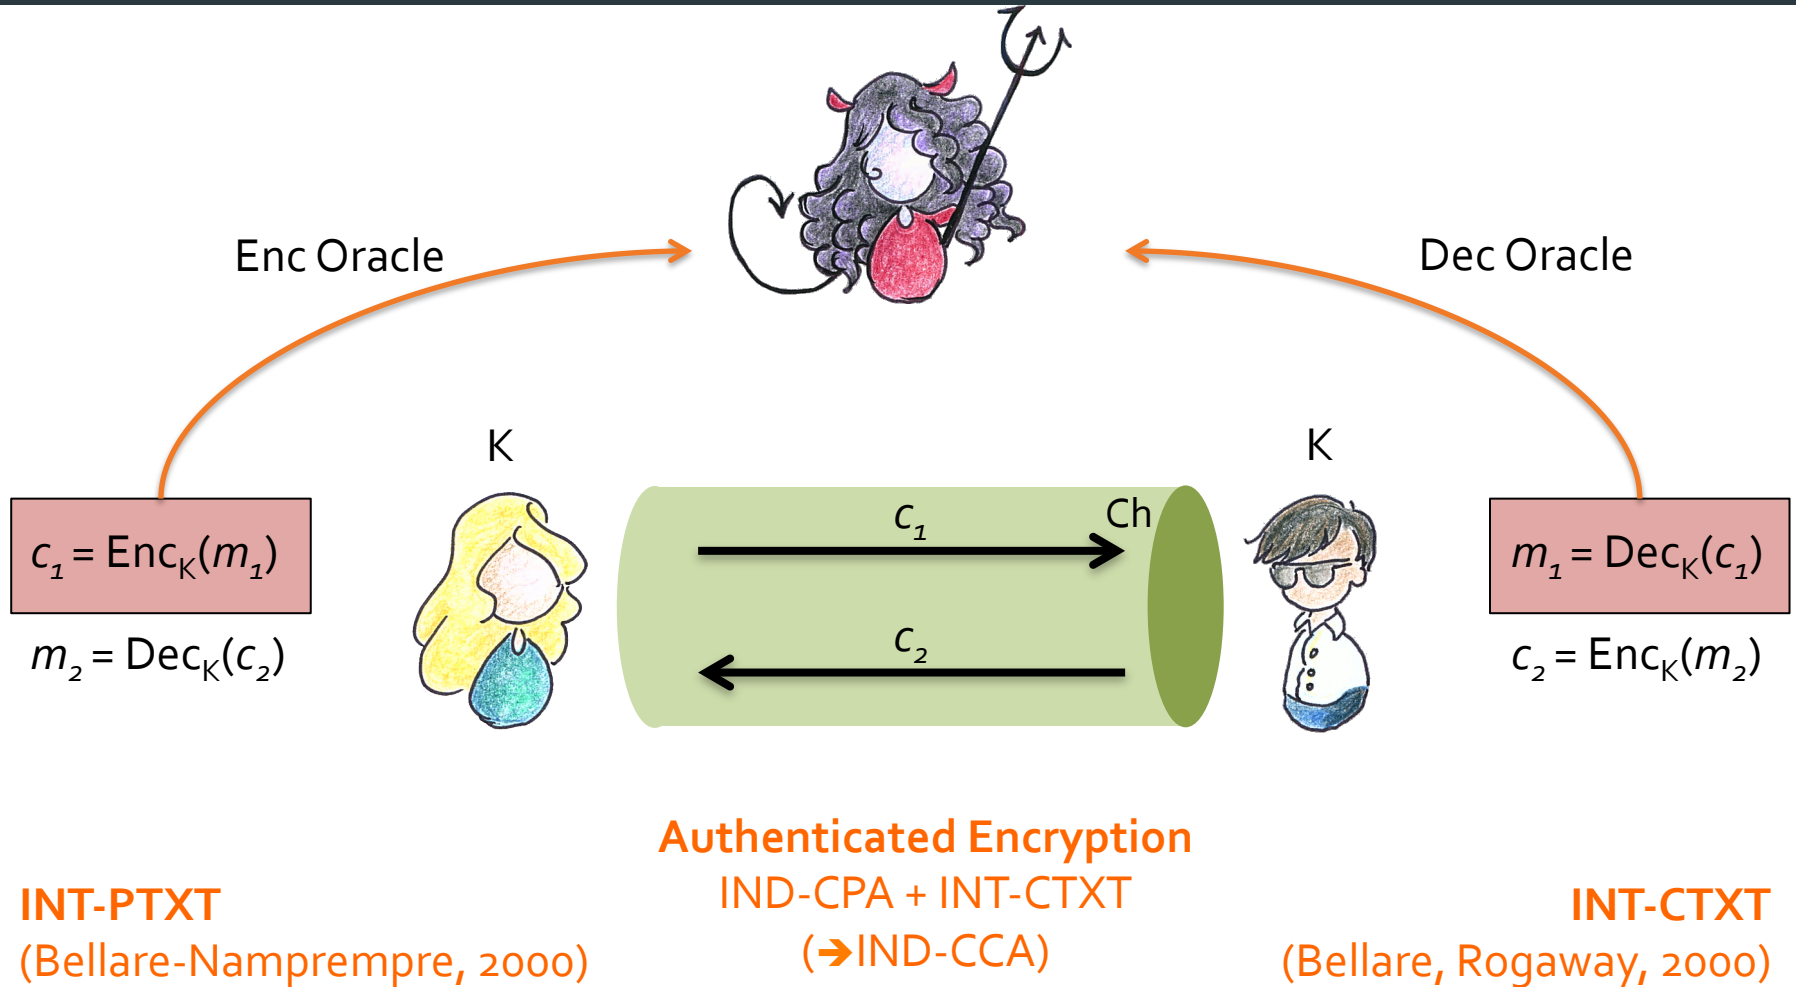 Enc Oracle
Dec Oracle
K
K
c₁ = Enc_K(m₁)
m₂ = Dec_K(c₂)
c₁
Ch
c₂
m₁ = Dec_K(c₁)
c₂ = Enc_K(m₂)
Authenticated Encryption
IND-CPA + INT-CTXT
(➔IND-CCA)
INT-PTXT
(Bellare-Namprempre, 2000)
INT-CTXT
(Bellare, Rogaway, 2000)